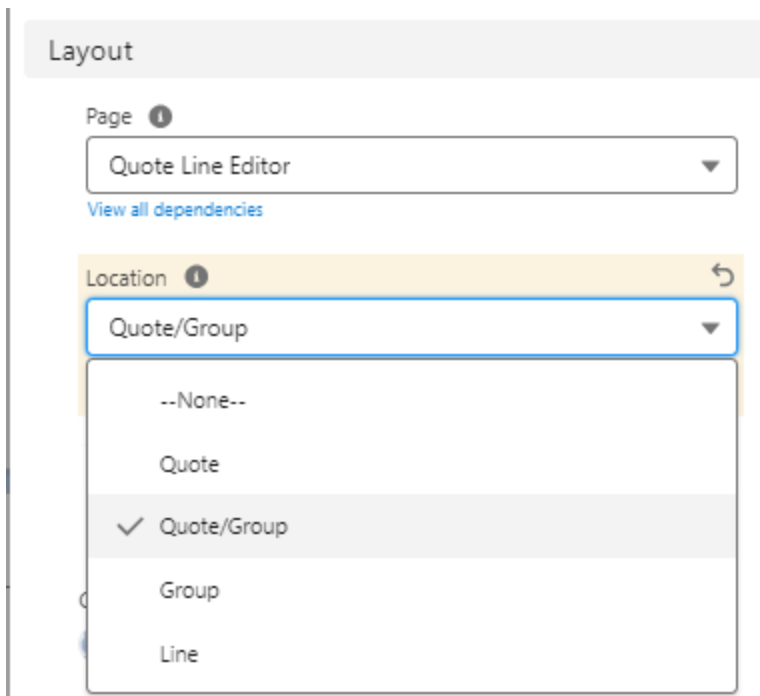 Layout
Page
Quote Line Editor
View all dependencies
Location
Quote/Group
--None--
Quote
Quote/Group
Group
Line